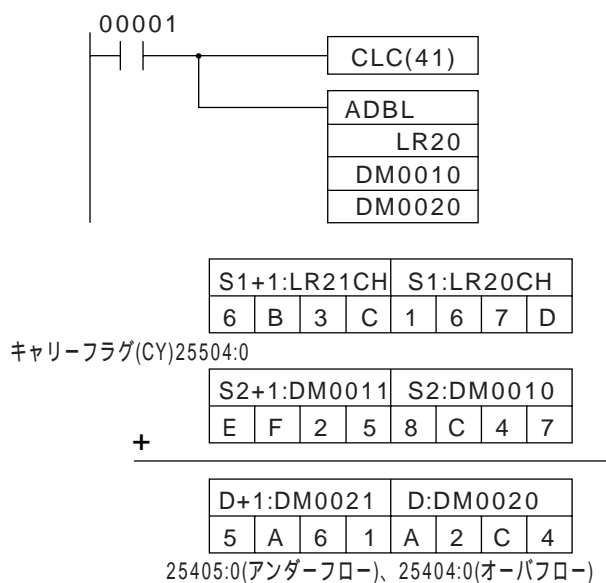 00001
CLC(41)
ADBL
LR20
DM0010
DM0020
S1+1:LR21CH S1:LR20CH
6 B 3 C 1 6 7 D
キャリーフラグ(CY)25504:0
S2+1:DM0011 S2:DM0010
E F 2 5 8 C 4 7
+
D+1:DM0021 D:DM0020
5 A 6 1 A 2 C 4
25405:0(アンダーフロー)、25404:0(オーバフロー)